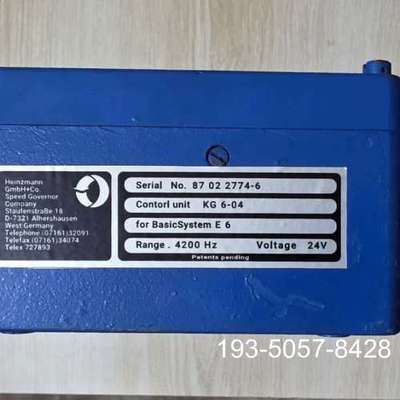 Heinzmann
GmbH+Co.
Speed Governor
Company
Staufenstraße 18
D-7321 Albershausen
West Germany
Telephone (07161)32091
Telefax (07161)34074
Telex 727893
Serial No. 87 02 2774-6
Contorl unit KG 6-04
for BasicSystem E 6
Range. 4200 Hz Voltage 24V
Patents pending
193-5057-8428